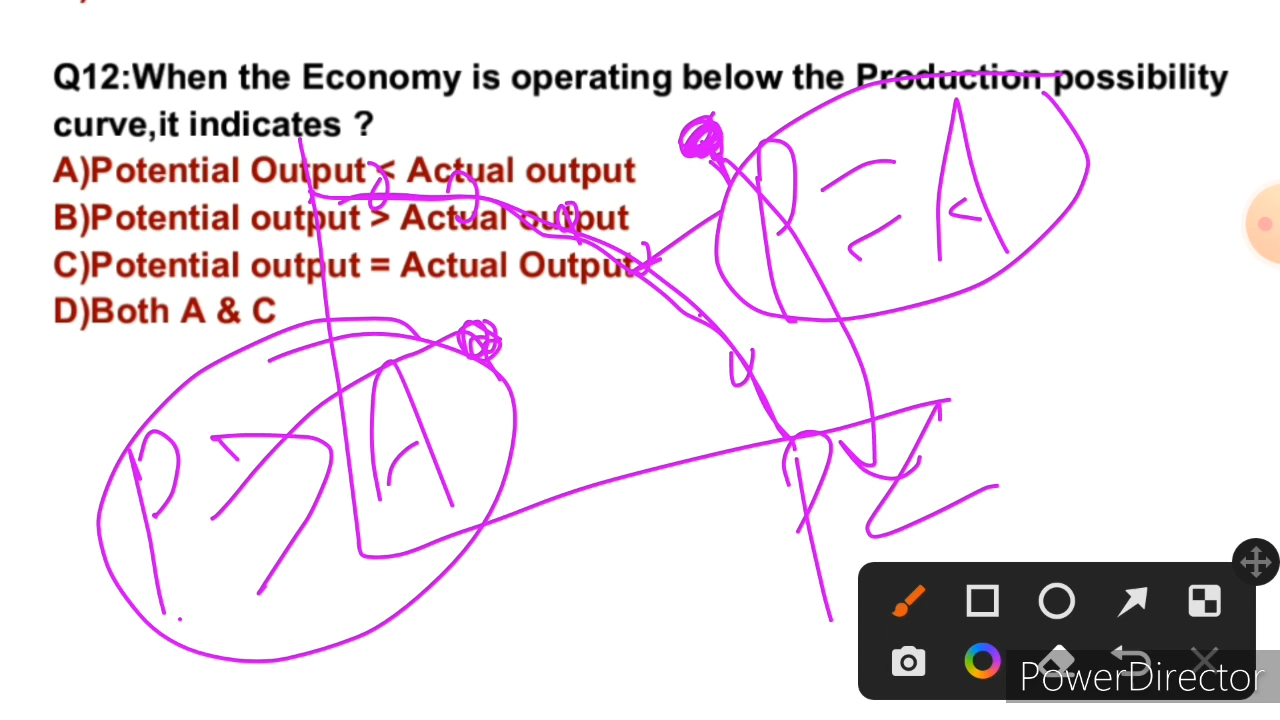 Q12:When the Economy is operating below the Production possibility
curve,it indicates ?
A)Potential Output < Actual output
B)Potential output > Actual output
C)Potential output = Actual Output
D)Both A & C
P = A
P > A
PowerDirector